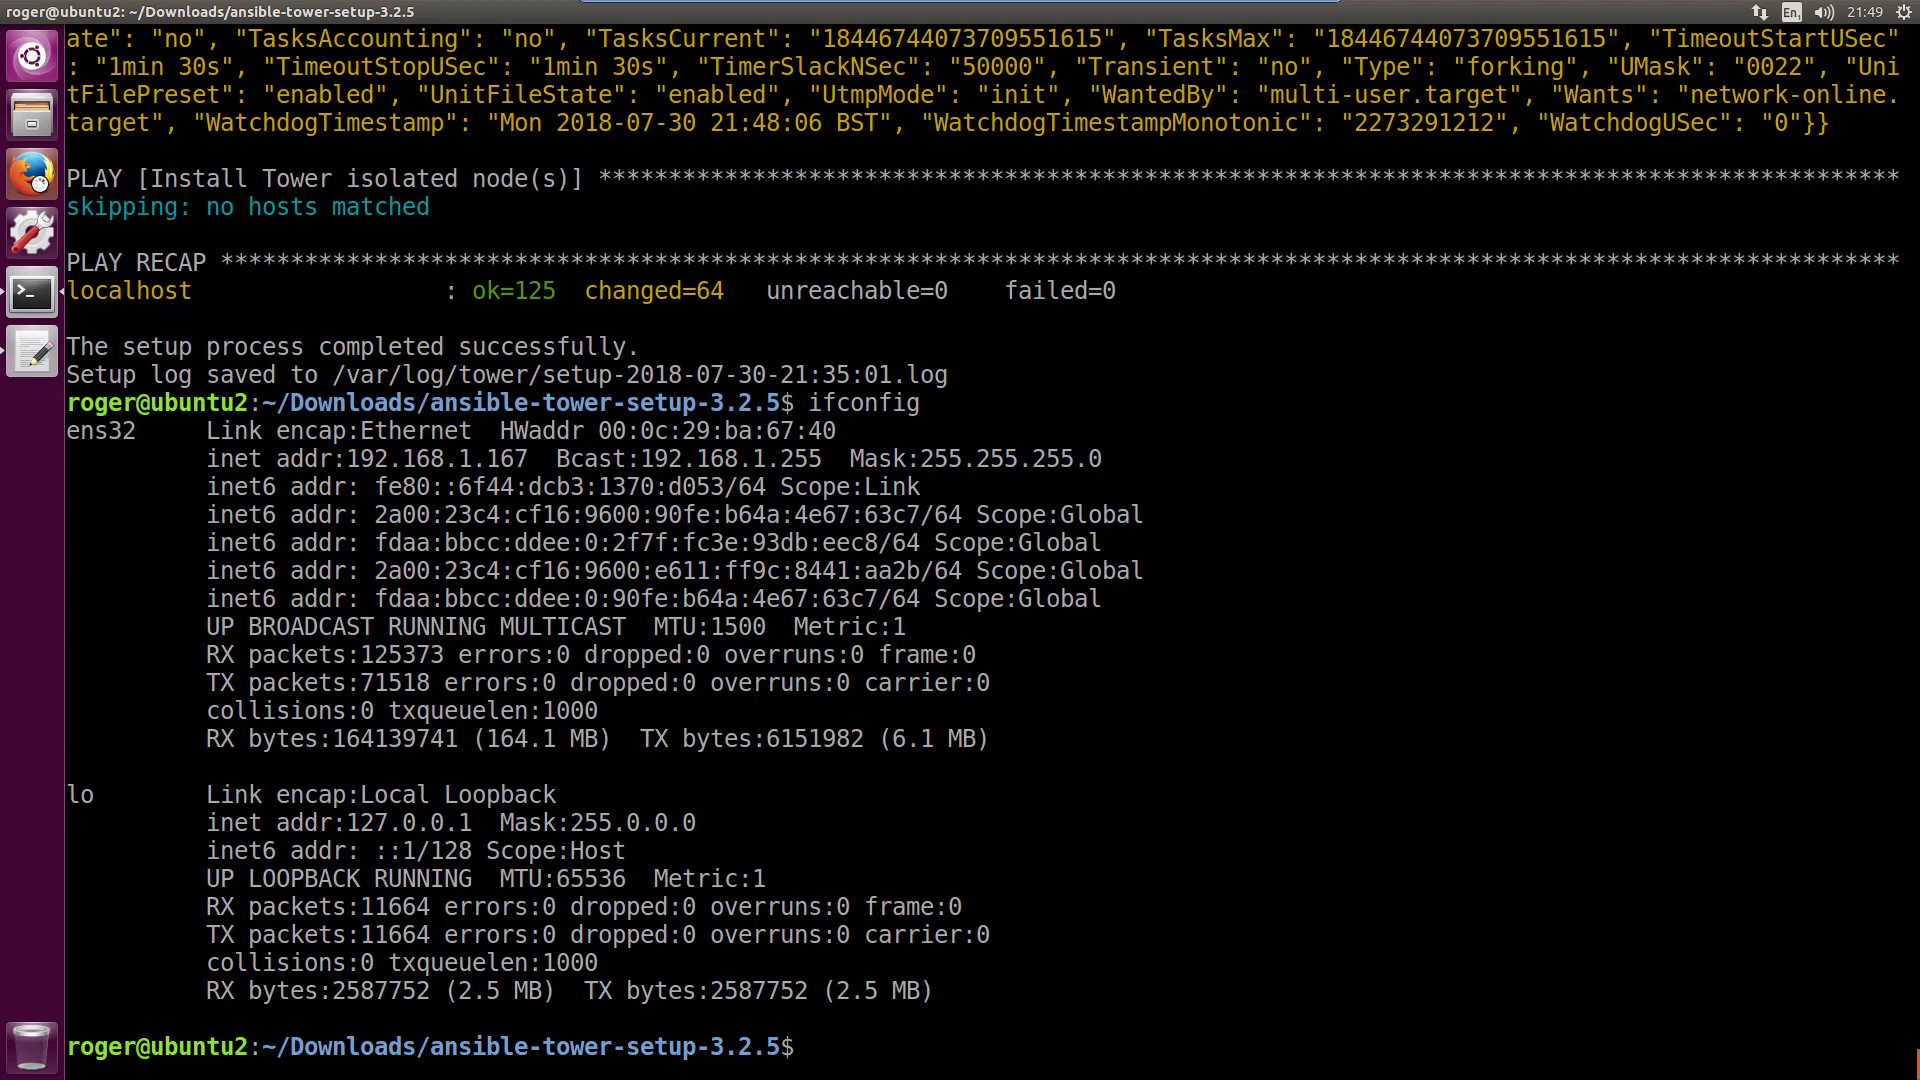 roger@ubuntu2: ~/Downloads/ansible-tower-setup-3.2.5
En1
21:49
ate": "no", "TasksAccounting": "no", "TasksCurrent": "18446744073709551615", "TasksMax": "18446744073709551615", "TimeoutStartUSec"
: "1min 30s", "TimeoutStopUSec": "1min 30s", "TimerSlackNSec": "50000", "Transient": "no", "Type": "forking", "UMask": "0022", "Uni
tFilePreset": "enabled", "UnitFileState": "enabled", "UtmpMode": "init", "WantedBy": "multi-user.target", "Wants": "network-online.
target", "WatchdogTimestamp": "Mon 2018-07-30 21:48:06 BST", "WatchdogTimestampMonotonic": "2273291212", "WatchdogUSec": "0"}}
PLAY [Install Tower isolated node(s)] *********************************************************************************************
skipping: no hosts matched
PLAY RECAP ************************************************************************************************************************
localhost                  : ok=125  changed=64   unreachable=0    failed=0
The setup process completed successfully.
Setup log saved to /var/log/tower/setup-2018-07-30-21:35:01.log
roger@ubuntu2:~/Downloads/ansible-tower-setup-3.2.5$ ifconfig
ens32     Link encap:Ethernet  HWaddr 00:0c:29:ba:67:40
          inet addr:192.168.1.167  Bcast:192.168.1.255  Mask:255.255.255.0
          inet6 addr: fe80::6f44:dcb3:1370:d053/64 Scope:Link
          inet6 addr: 2a00:23c4:cf16:9600:90fe:b64a:4e67:63c7/64 Scope:Global
          inet6 addr: fdaa:bbcc:ddee:0:2f7f:fc3e:93db:eec8/64 Scope:Global
          inet6 addr: 2a00:23c4:cf16:9600:e611:ff9c:8441:aa2b/64 Scope:Global
          inet6 addr: fdaa:bbcc:ddee:0:90fe:b64a:4e67:63c7/64 Scope:Global
          UP BROADCAST RUNNING MULTICAST  MTU:1500  Metric:1
          RX packets:125373 errors:0 dropped:0 overruns:0 frame:0
          TX packets:71518 errors:0 dropped:0 overruns:0 carrier:0
          collisions:0 txqueuelen:1000
          RX bytes:164139741 (164.1 MB)  TX bytes:6151982 (6.1 MB)
lo        Link encap:Local Loopback
          inet addr:127.0.0.1  Mask:255.0.0.0
          inet6 addr: ::1/128 Scope:Host
          UP LOOPBACK RUNNING  MTU:65536  Metric:1
          RX packets:11664 errors:0 dropped:0 overruns:0 frame:0
          TX packets:11664 errors:0 dropped:0 overruns:0 carrier:0
          collisions:0 txqueuelen:1000
          RX bytes:2587752 (2.5 MB)  TX bytes:2587752 (2.5 MB)
roger@ubuntu2:~/Downloads/ansible-tower-setup-3.2.5$